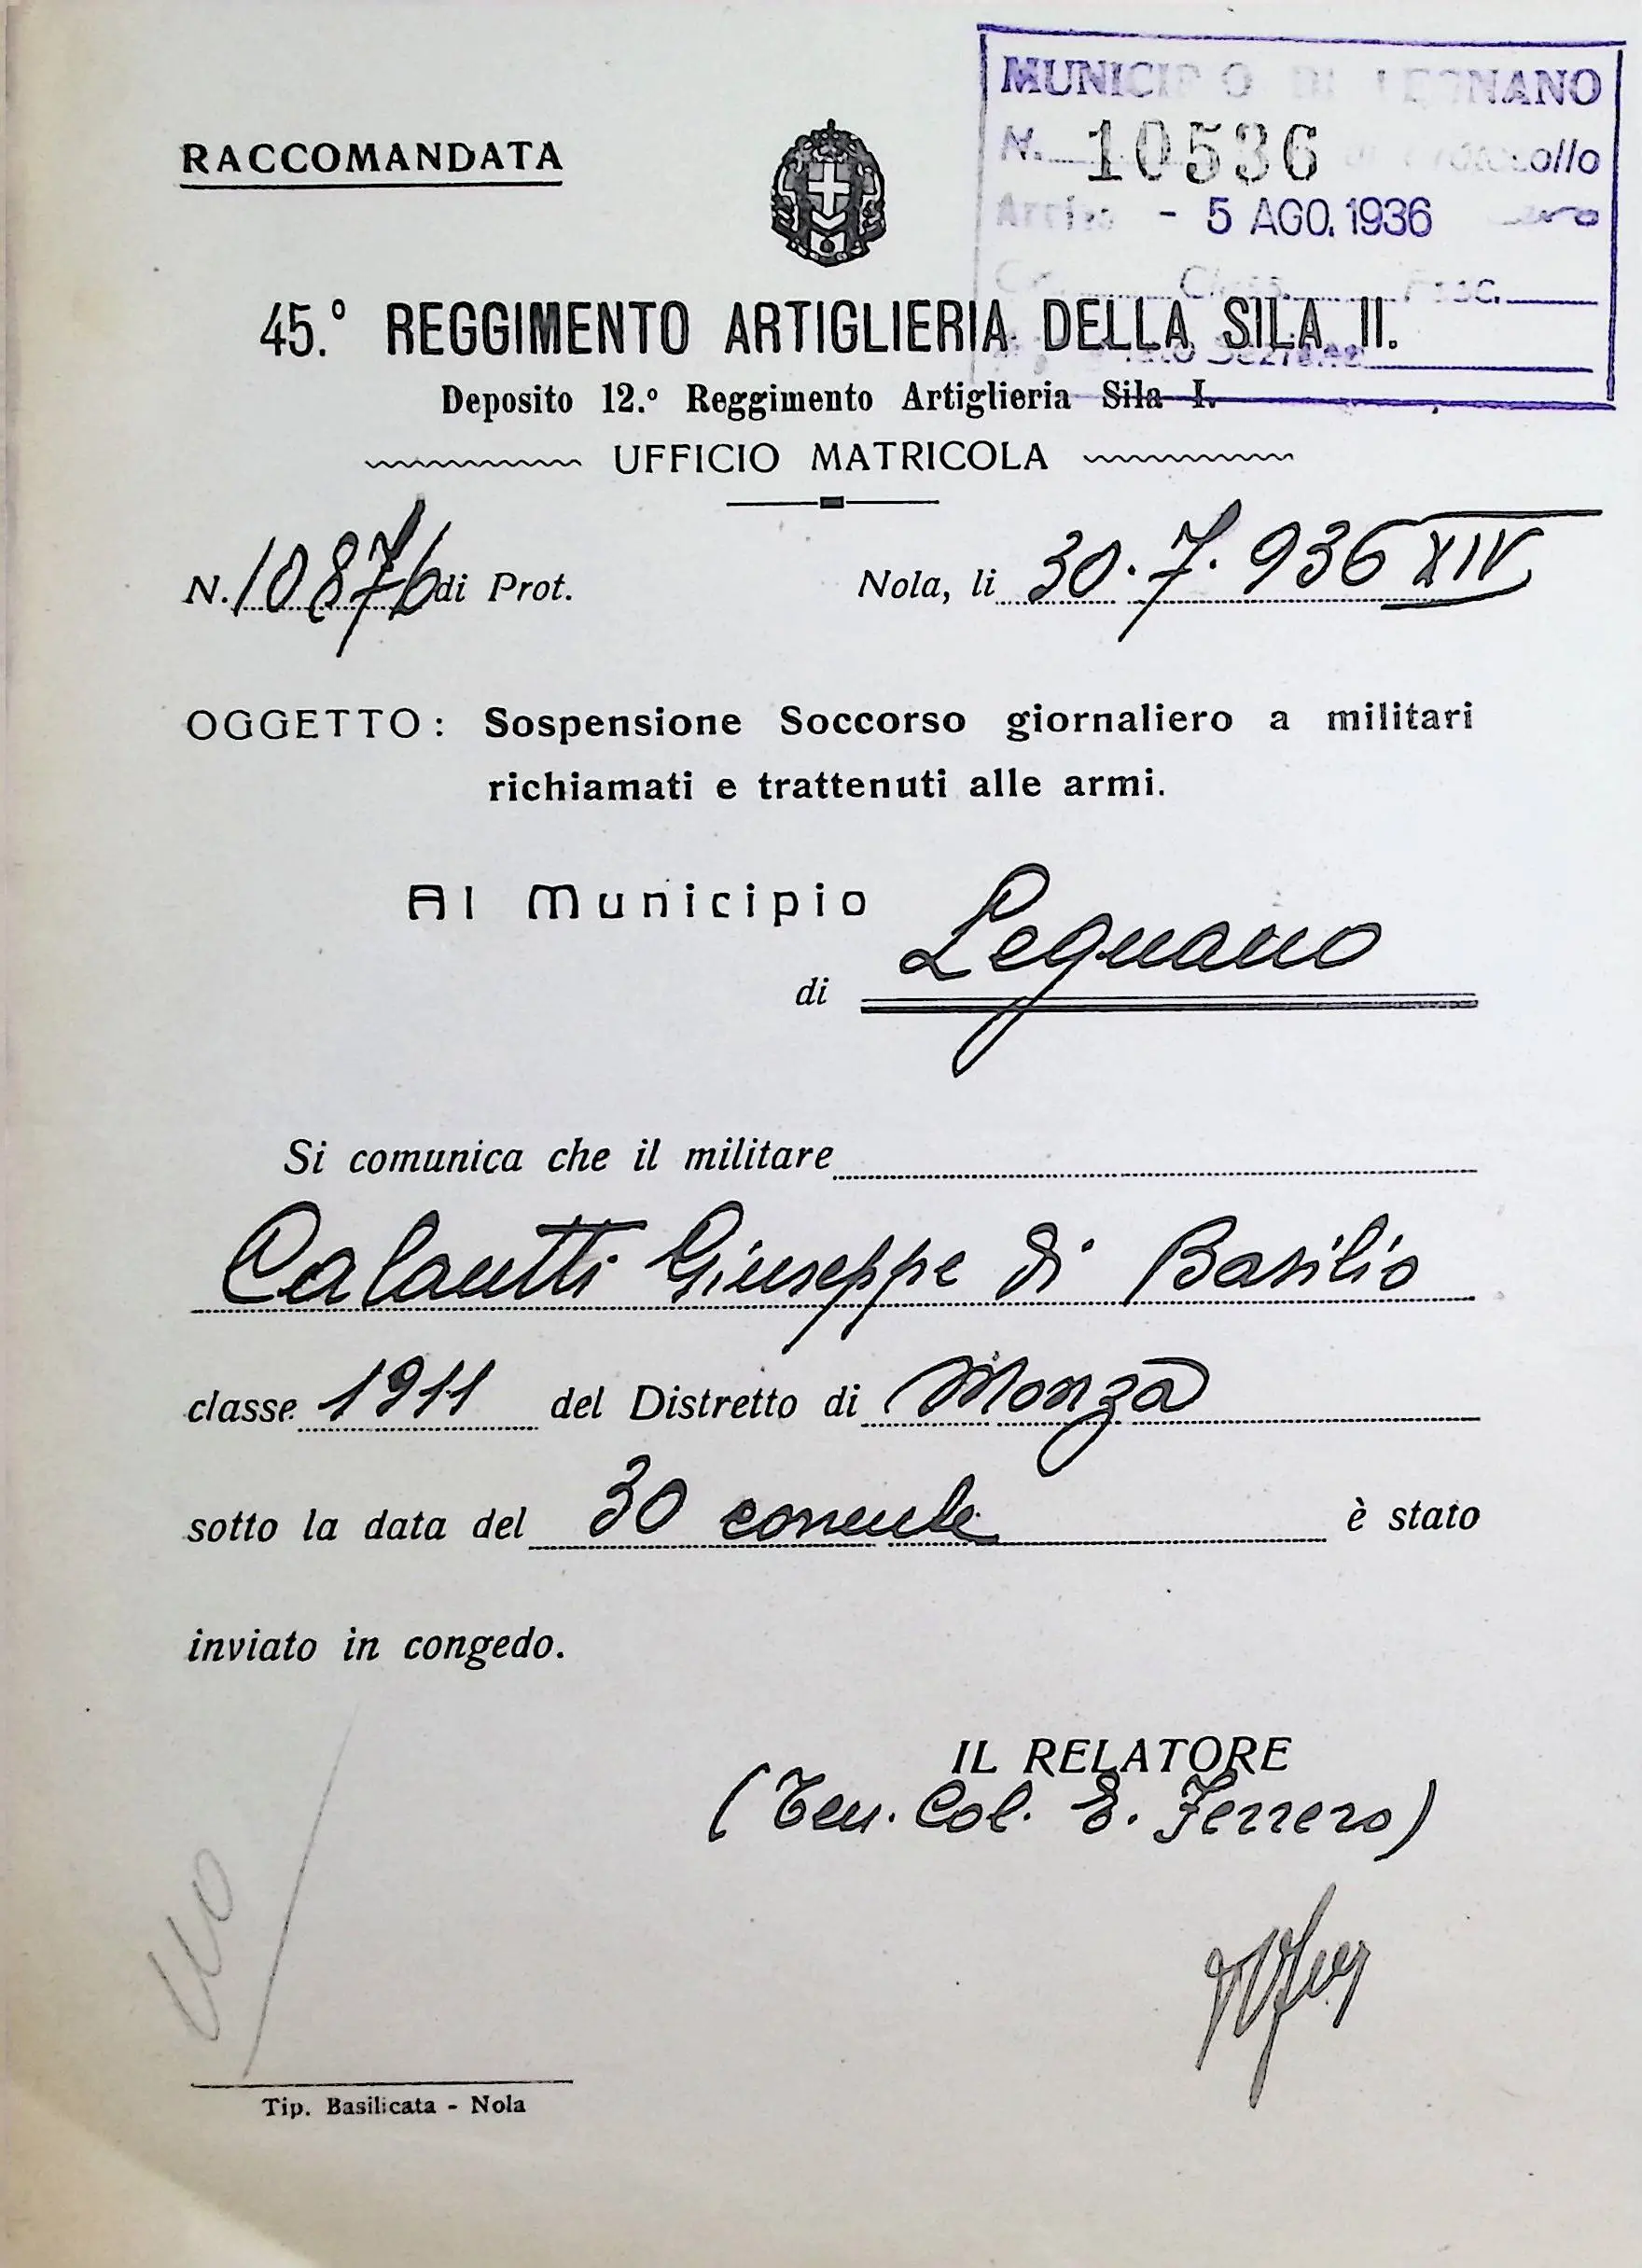 MUNICIPIO DI LEGNANO
RACCOMANDATA
N. 10536 di Protocollo
Arrivo - 5 AGO. 1936
Cat. Class. Fasc.
45.° REGGIMENTO ARTIGLIERIA DELLA SILA II.
Deposito 12.° Reggimento Artiglieria Sila I.
UFFICIO MATRICOLA
N. 10876 di Prot. Nola, li 30.7.936 XIV
OGGETTO: Sospensione Soccorso giornaliero a militari
richiamati e trattenuti alle armi.
Al Municipio
di Legnano
Si comunica che il militare
Calautti Giuseppe di Basilio
classe 1911 del Distretto di Monza
sotto la data del 30 corrente è stato
inviato in congedo.
IL RELATORE
(Ten. Col. E. Ferrero)
Tip. Basilicata - Nola